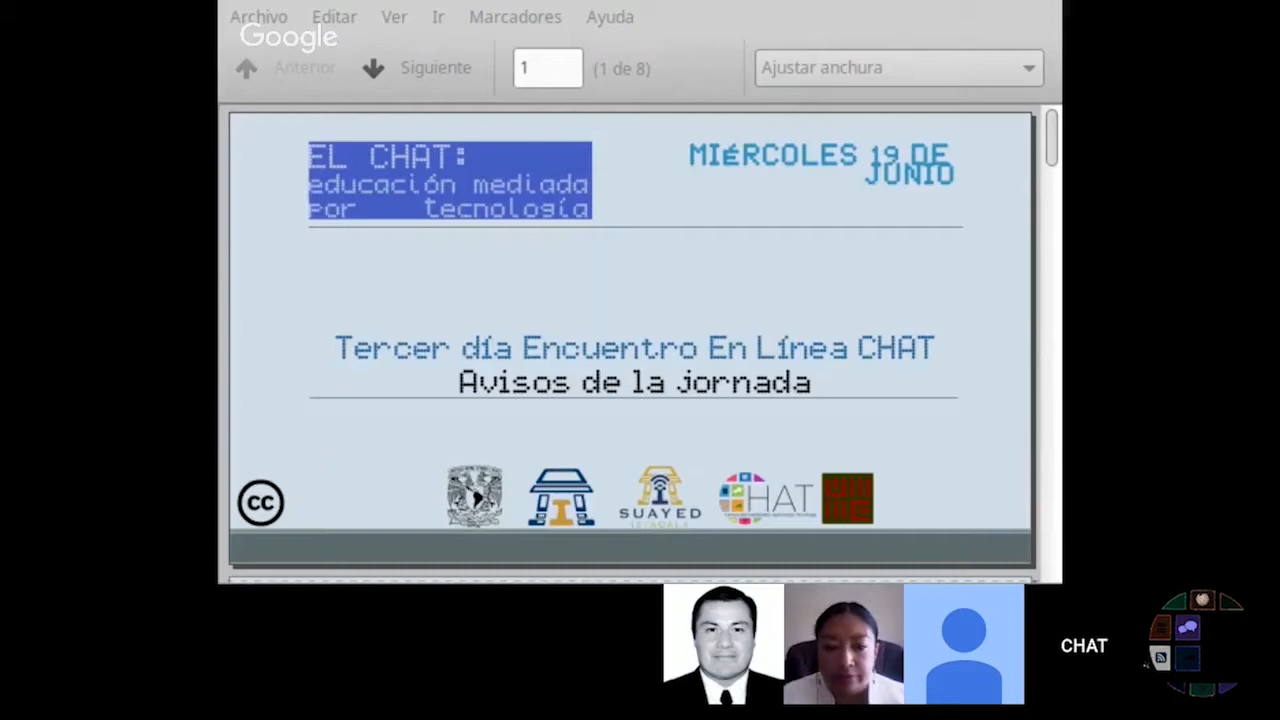 Archivo Editar Ver Ir Marcadores Ayuda
Google
Anterior Siguiente 1 (1 de 8) Ajustar anchura
EL CHAT:
educación mediada
por tecnología
MIÉRCOLES 19 DE
JUNIO
Tercer día Encuentro En Línea CHAT
Avisos de la jornada
cc
SUAYED
IZTACALA
CHAT
CHAT